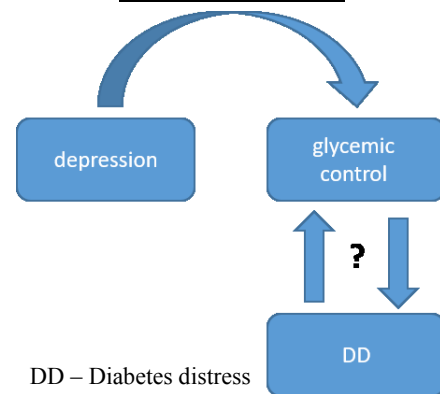 depression
glycemic
control
?
DD
DD – Diabetes distress